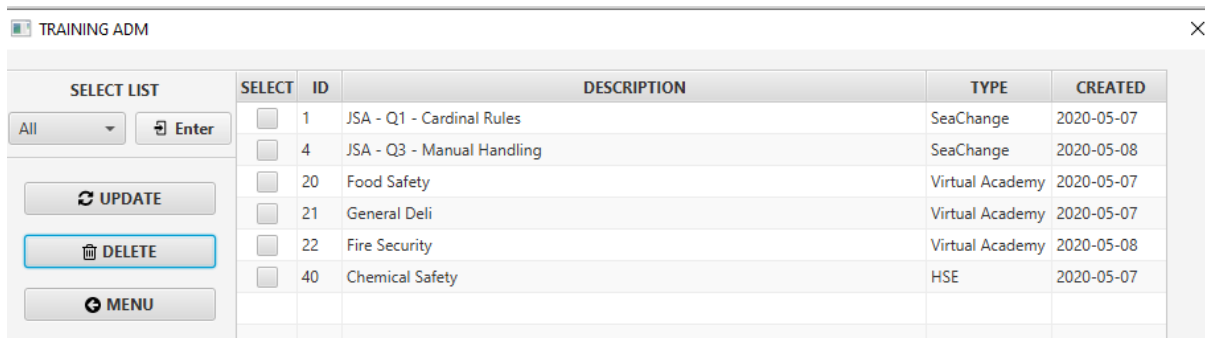 TRAINING ADM
SELECT LIST
All Enter
UPDATE
DELETE
MENU
SELECT ID DESCRIPTION TYPE CREATED
1 JSA - Q1 - Cardinal Rules SeaChange 2020-05-07
4 JSA - Q3 - Manual Handling SeaChange 2020-05-08
20 Food Safety Virtual Academy 2020-05-07
21 General Deli Virtual Academy 2020-05-07
22 Fire Security Virtual Academy 2020-05-08
40 Chemical Safety HSE 2020-05-07